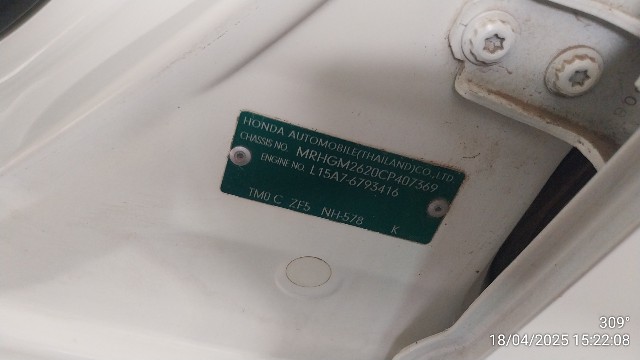 HONDA AUTOMOBILE(THAILAND)CO.,LTD.
CHASSIS NO. MRHGM2620CP407369
ENGINE NO. L15A7-6793416
TM0 C ZF5 NH-578 K
309°
18/04/2025 15:22:08